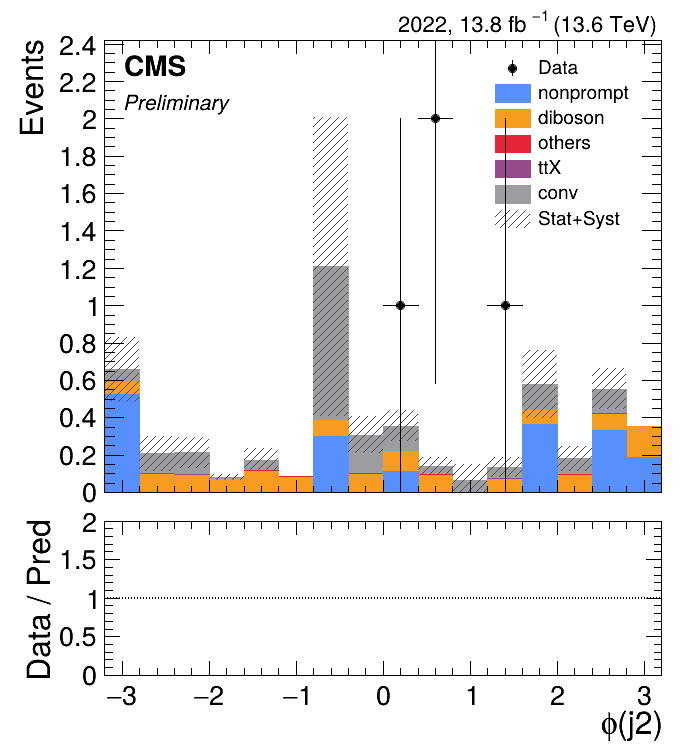 2022, 13.8 fb⁻¹ (13.6 TeV)
CMS
Preliminary
Events
2.4
2.2
2
1.8
1.6
1.4
1.2
1
0.8
0.6
0.4
0.2
0
Data
nonprompt
diboson
others
ttX
conv
Stat+Syst
Data / Pred
2
1.5
1
0.5
0
−3 −2 −1 0 1 2 3
ϕ(j2)